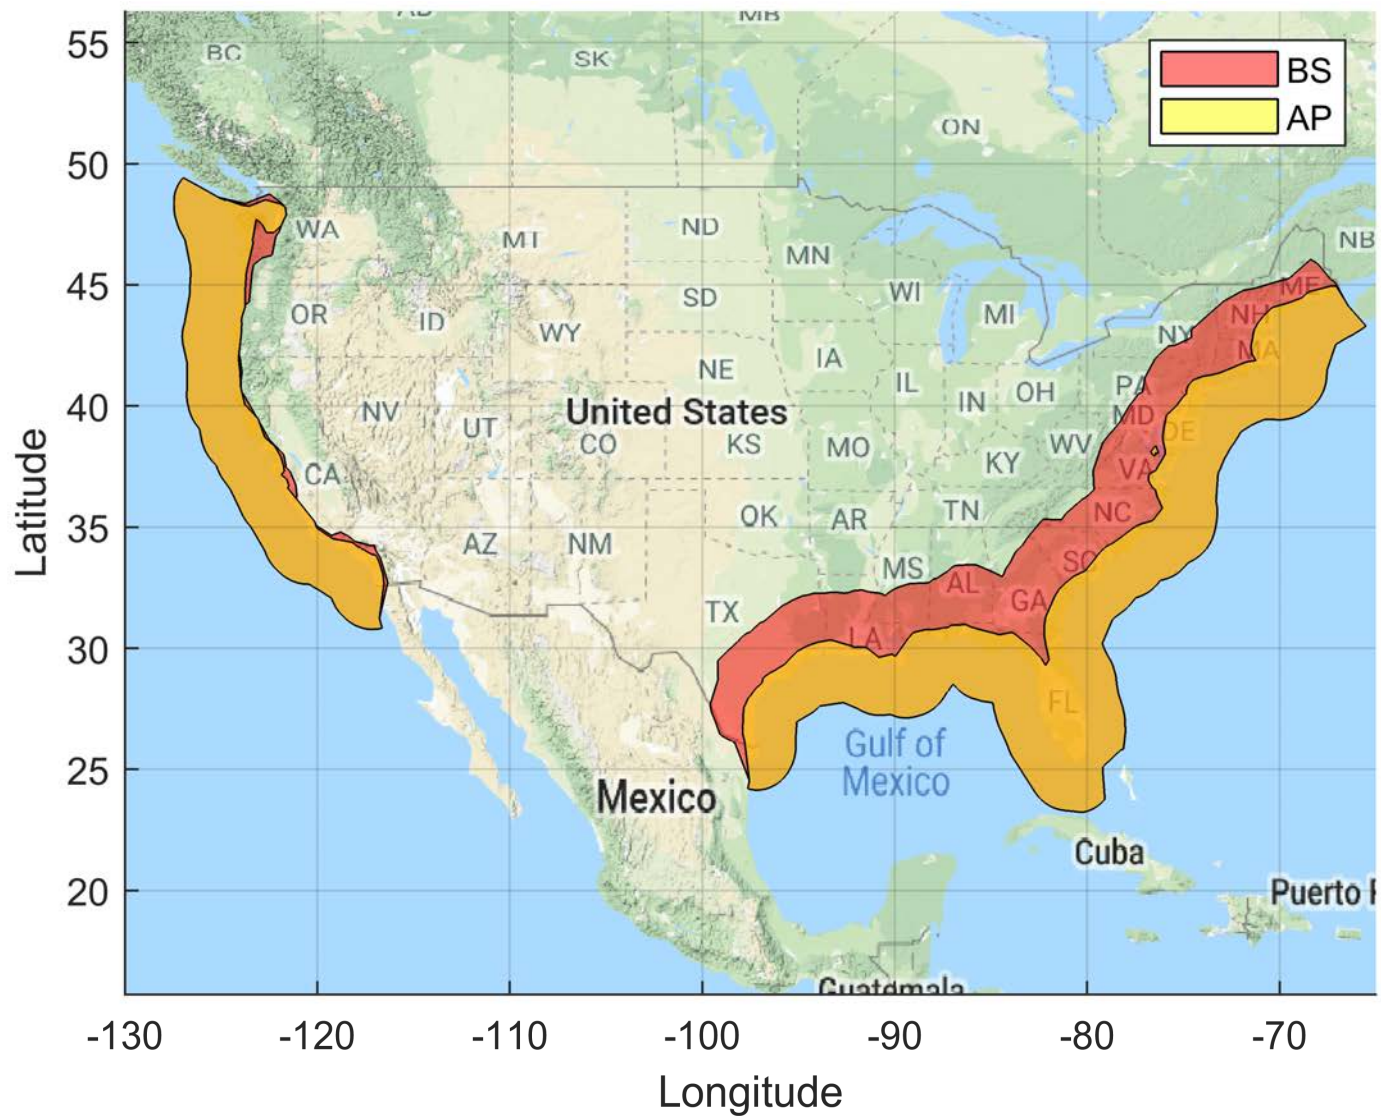 AB
MB
55
BC
SK
BS
AP
ON
50
WA
MT
ND
MN
NB
45
OR
ID
WY
SD
WI
MI
ME
NH
NY
MA
40
NV
UT
United States
CO
NE
KS
IA
IL
IN
OH
PA
MD
DE
CA
MO
KY
WV
VA
35
AZ
NM
OK
AR
TN
NC
MS
AL
SC
GA
TX
30
LA
FL
Gulf of
Mexico
25
Mexico
Cuba
20
Puerto
Guatemala
Latitude
-130
-120
-110
-100
-90
-80
-70
Longitude